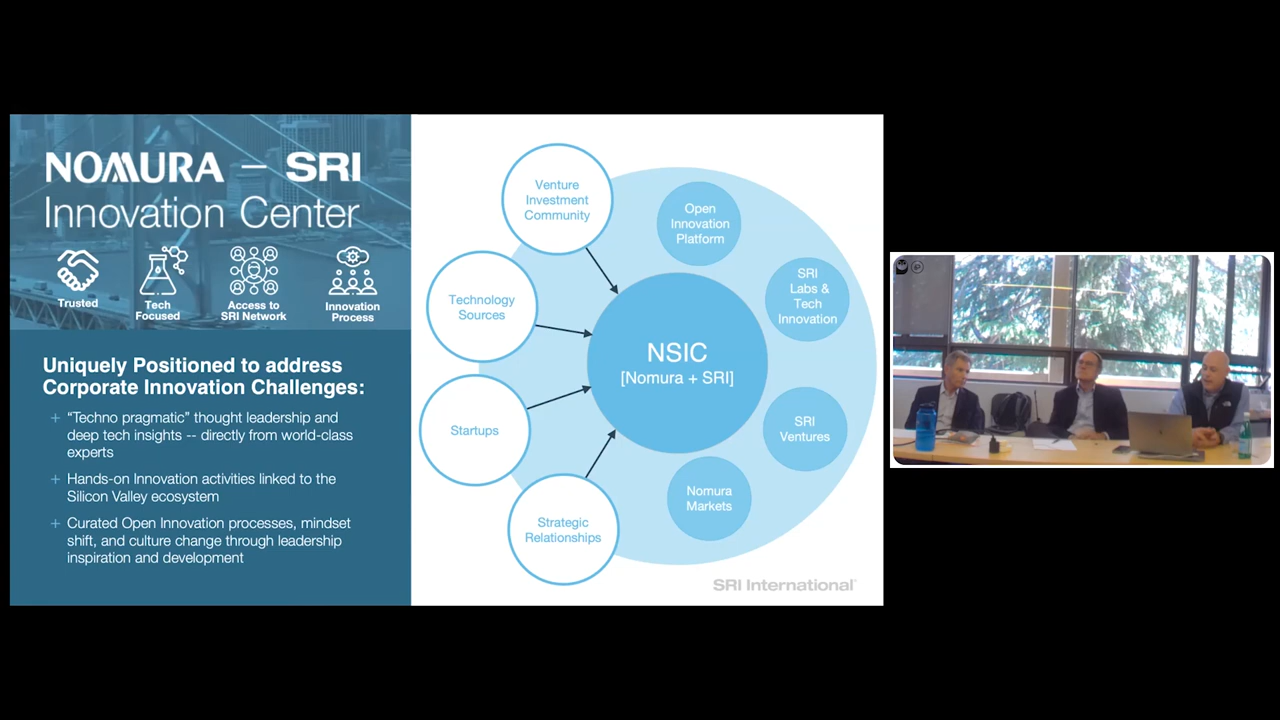 NOMURA – SRI
Innovation Center
Trusted
Tech
Focused
Access to
SRI Network
Innovation
Process
Uniquely Positioned to address
Corporate Innovation Challenges:
+ “Techno pragmatic” thought leadership and
deep tech insights -- directly from world-class
experts
+ Hands-on Innovation activities linked to the
Silicon Valley ecosystem
+ Curated Open Innovation processes, mindset
shift, and culture change through leadership
inspiration and development
Venture
Investment
Community
Technology
Sources
Startups
Strategic
Relationships
NSIC
[Nomura + SRI]
Open
Innovation
Platform
SRI
Labs &
Tech
Innovation
SRI
Ventures
Nomura
Markets
SRI International